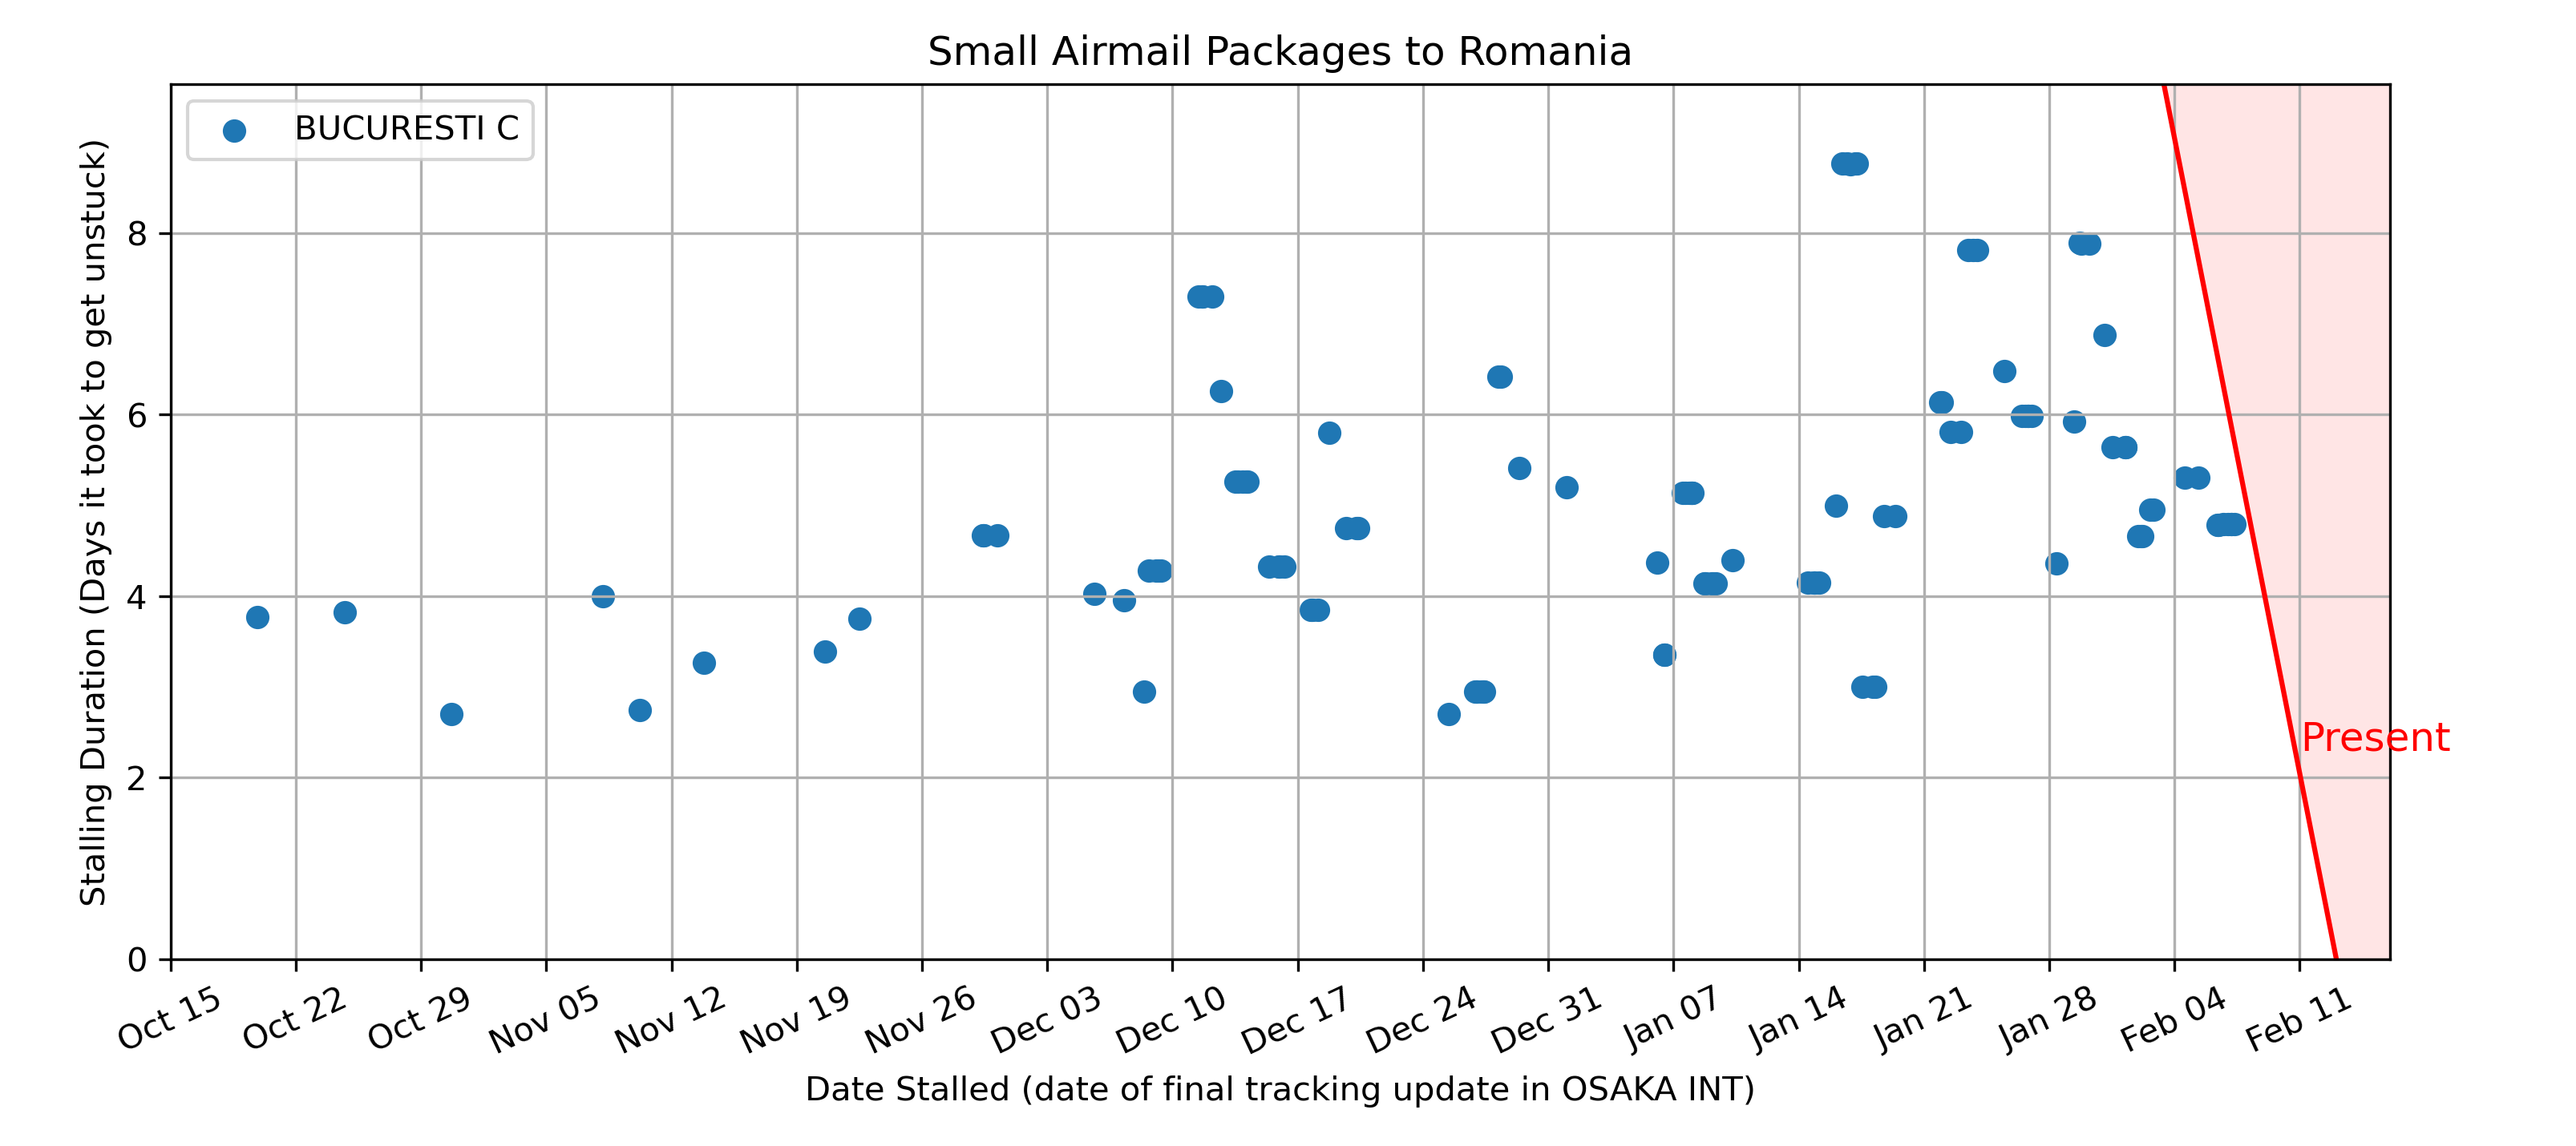 Small Airmail Packages to Romania
BUCURESTI C
Stalling Duration (Days it took to get unstuck)
8
6
4
2
0
Present
Oct 15
Oct 22
Oct 29
Nov 05
Nov 12
Nov 19
Nov 26
Dec 03
Dec 10
Dec 17
Dec 24
Dec 31
Jan 07
Jan 14
Jan 21
Jan 28
Feb 04
Feb 11
Date Stalled (date of final tracking update in OSAKA INT)